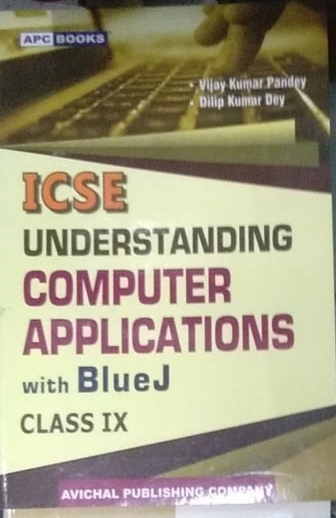 APC BOOKS
• Vijay Kumar Pandey
• Dilip Kumar Dey
ICSE
UNDERSTANDING
COMPUTER
APPLICATIONS
with BlueJ
CLASS IX
AVICHAL PUBLISHING COMPANY